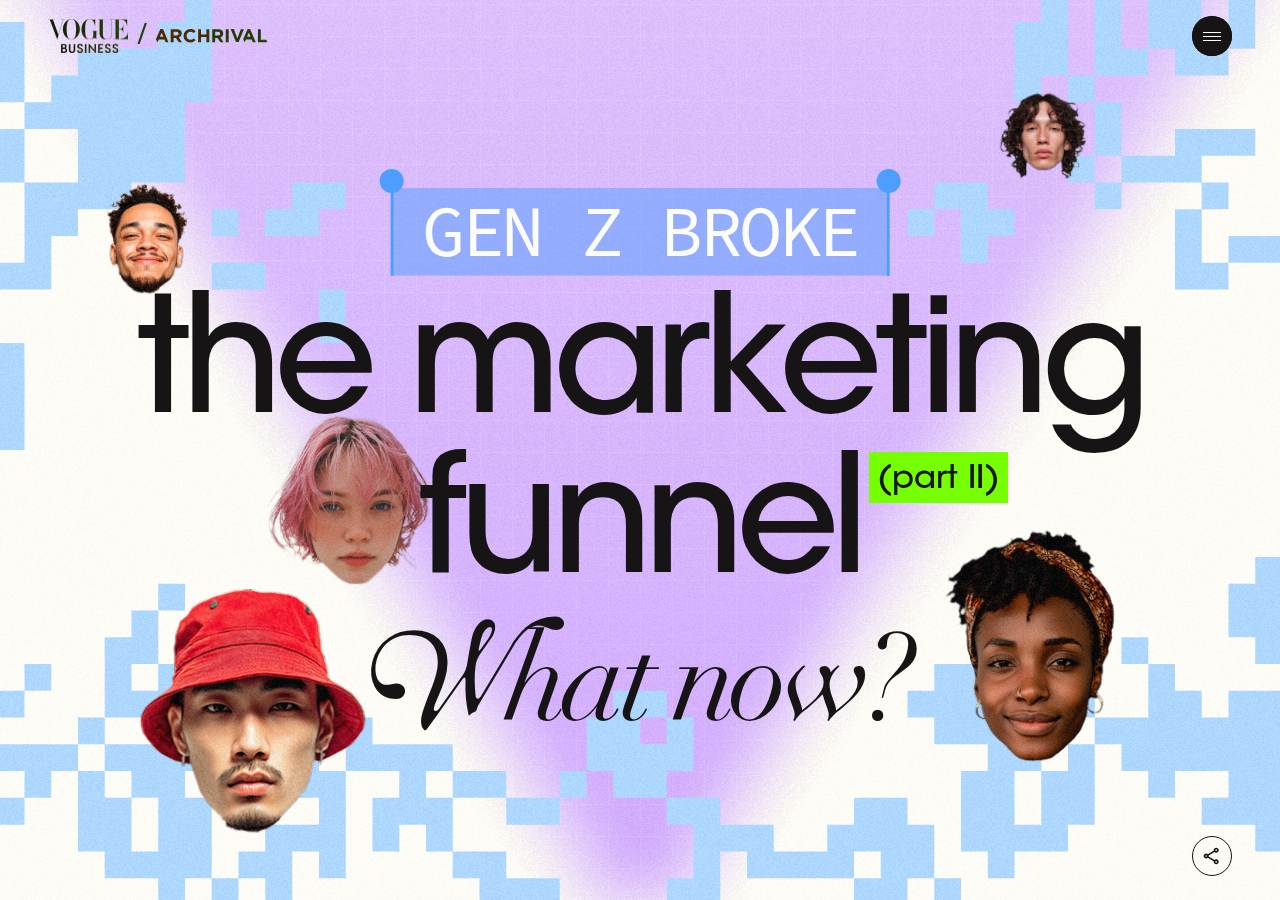 VOGUE
BUSINESS
/ ARCHRIVAL
GEN Z BROKE
the marketing
funnel
(part II)
What now?